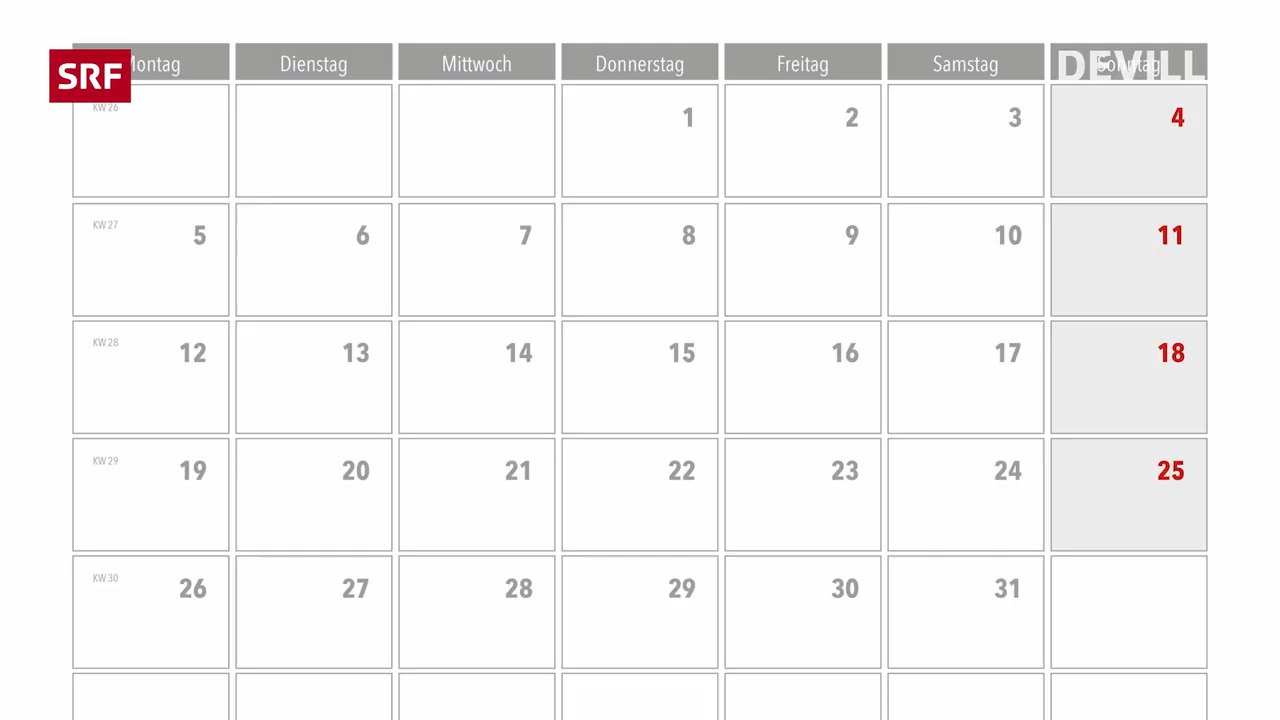 SRF
Montag Dienstag Mittwoch Donnerstag Freitag Samstag Sonntag
DEVILLE
KW 26 1 2 3 4
KW 27 5 6 7 8 9 10 11
KW 28 12 13 14 15 16 17 18
KW 29 19 20 21 22 23 24 25
KW 30 26 27 28 29 30 31